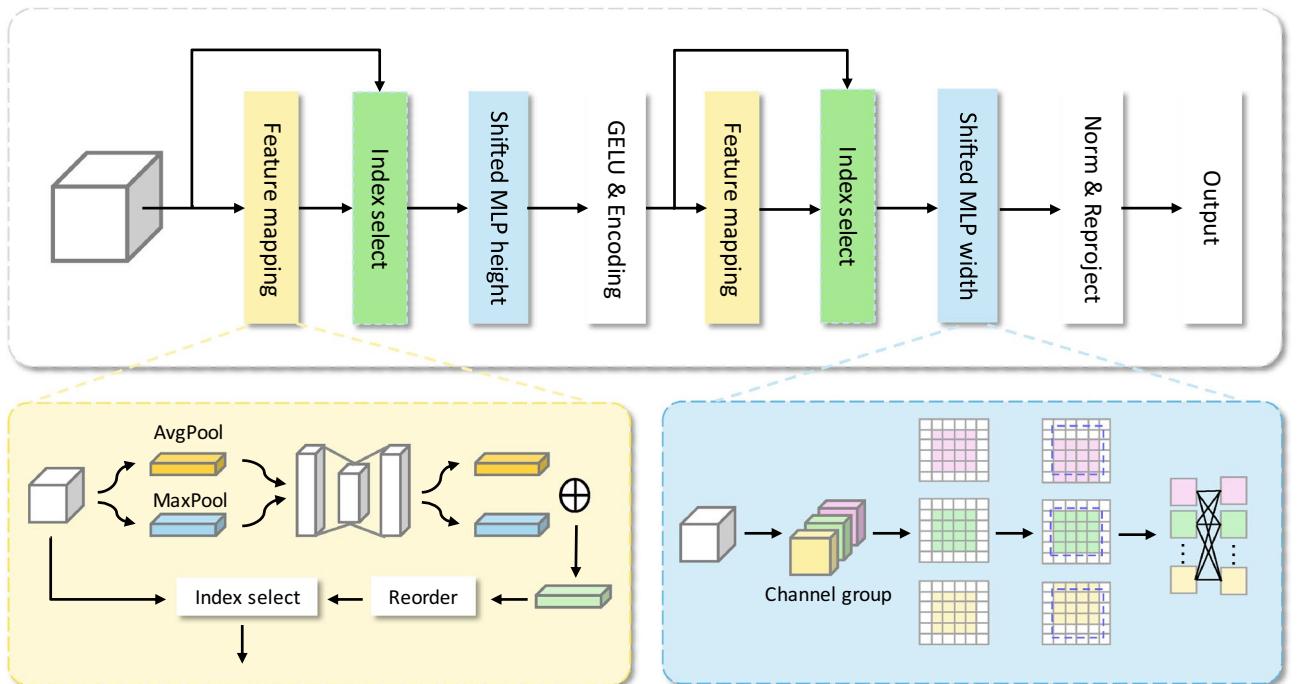 Feature mapping
Index select
Shifted MLP height
GELU & Encoding
Feature mapping
Index select
Shifted MLP width
Norm & Reproject
Output
AvgPool
MaxPool
Index select
Reorder
Channel group